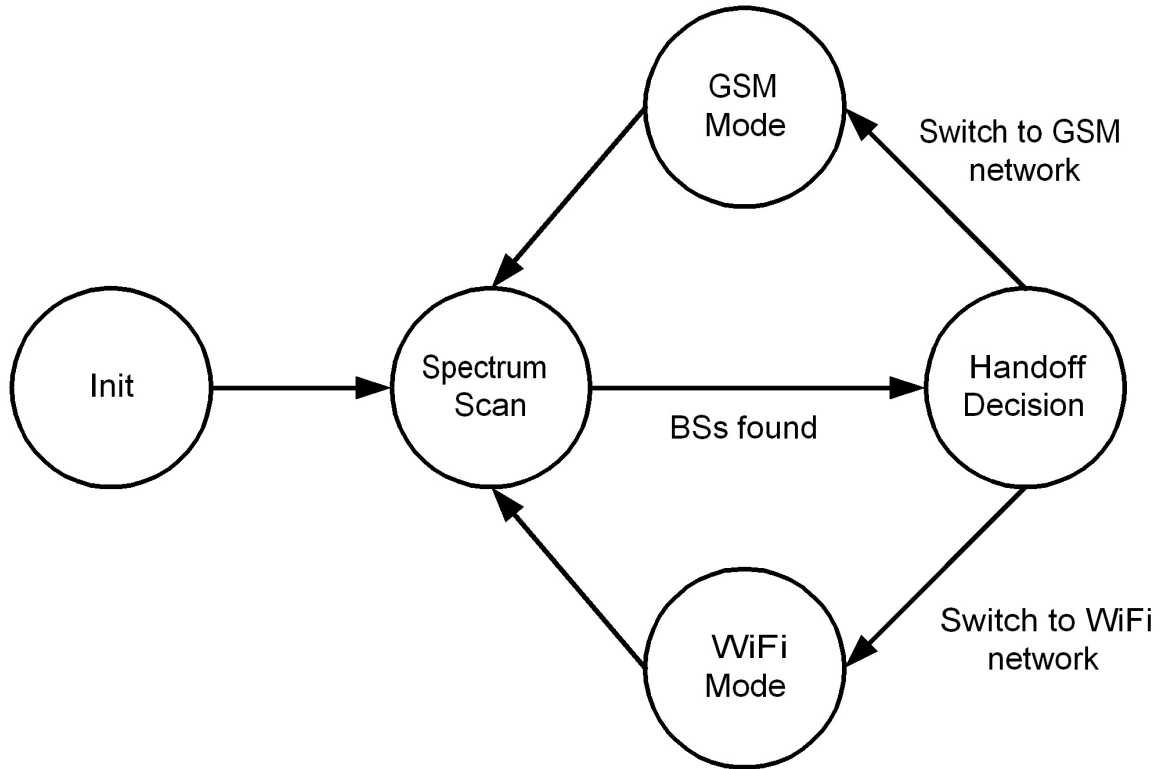 GSM
Mode
Switch to GSM
network
Init
Spectrum
Scan
BSs found
Handoff
Decision
WiFi
Mode
Switch to WiFi
network